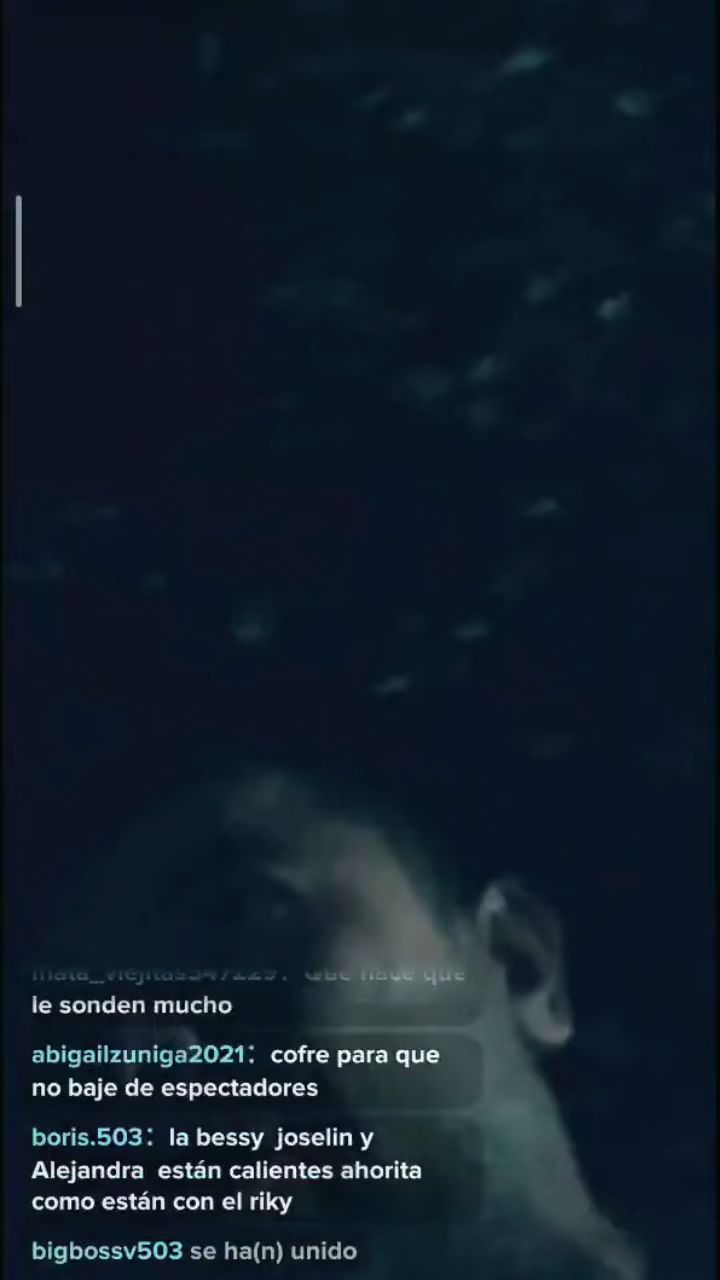 que
le sonden mucho
abigailzuniga2021: cofre para que
no baje de espectadores
boris.503: la bessy joselin y
Alejandra están calientes ahorita
como están con el riky
bigbossv503 se ha(n) unido